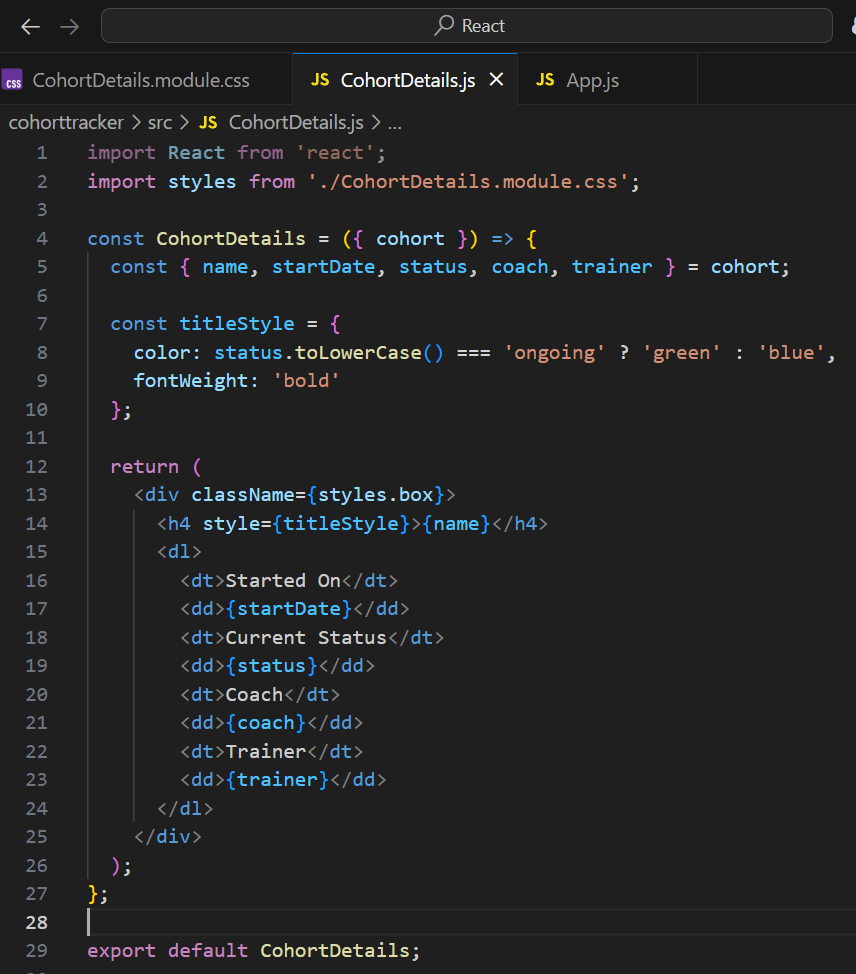 React
CohortDetails.module.css
JS CohortDetails.js
JS App.js
cohorttracker > src > JS CohortDetails.js > ...
1 import React from 'react';
2 import styles from './CohortDetails.module.css';
3
4 const CohortDetails = ({ cohort }) => {
5   const { name, startDate, status, coach, trainer } = cohort;
6
7   const titleStyle = {
8     color: status.toLowerCase() === 'ongoing' ? 'green' : 'blue',
9     fontWeight: 'bold'
10   };
11
12   return (
13     <div className={styles.box}>
14       <h4 style={titleStyle}>{name}</h4>
15       <dl>
16         <dt>Started On</dt>
17         <dd>{startDate}</dd>
18         <dt>Current Status</dt>
19         <dd>{status}</dd>
20         <dt>Coach</dt>
21         <dd>{coach}</dd>
22         <dt>Trainer</dt>
23         <dd>{trainer}</dd>
24       </dl>
25     </div>
26   );
27 };
28
29 export default CohortDetails;